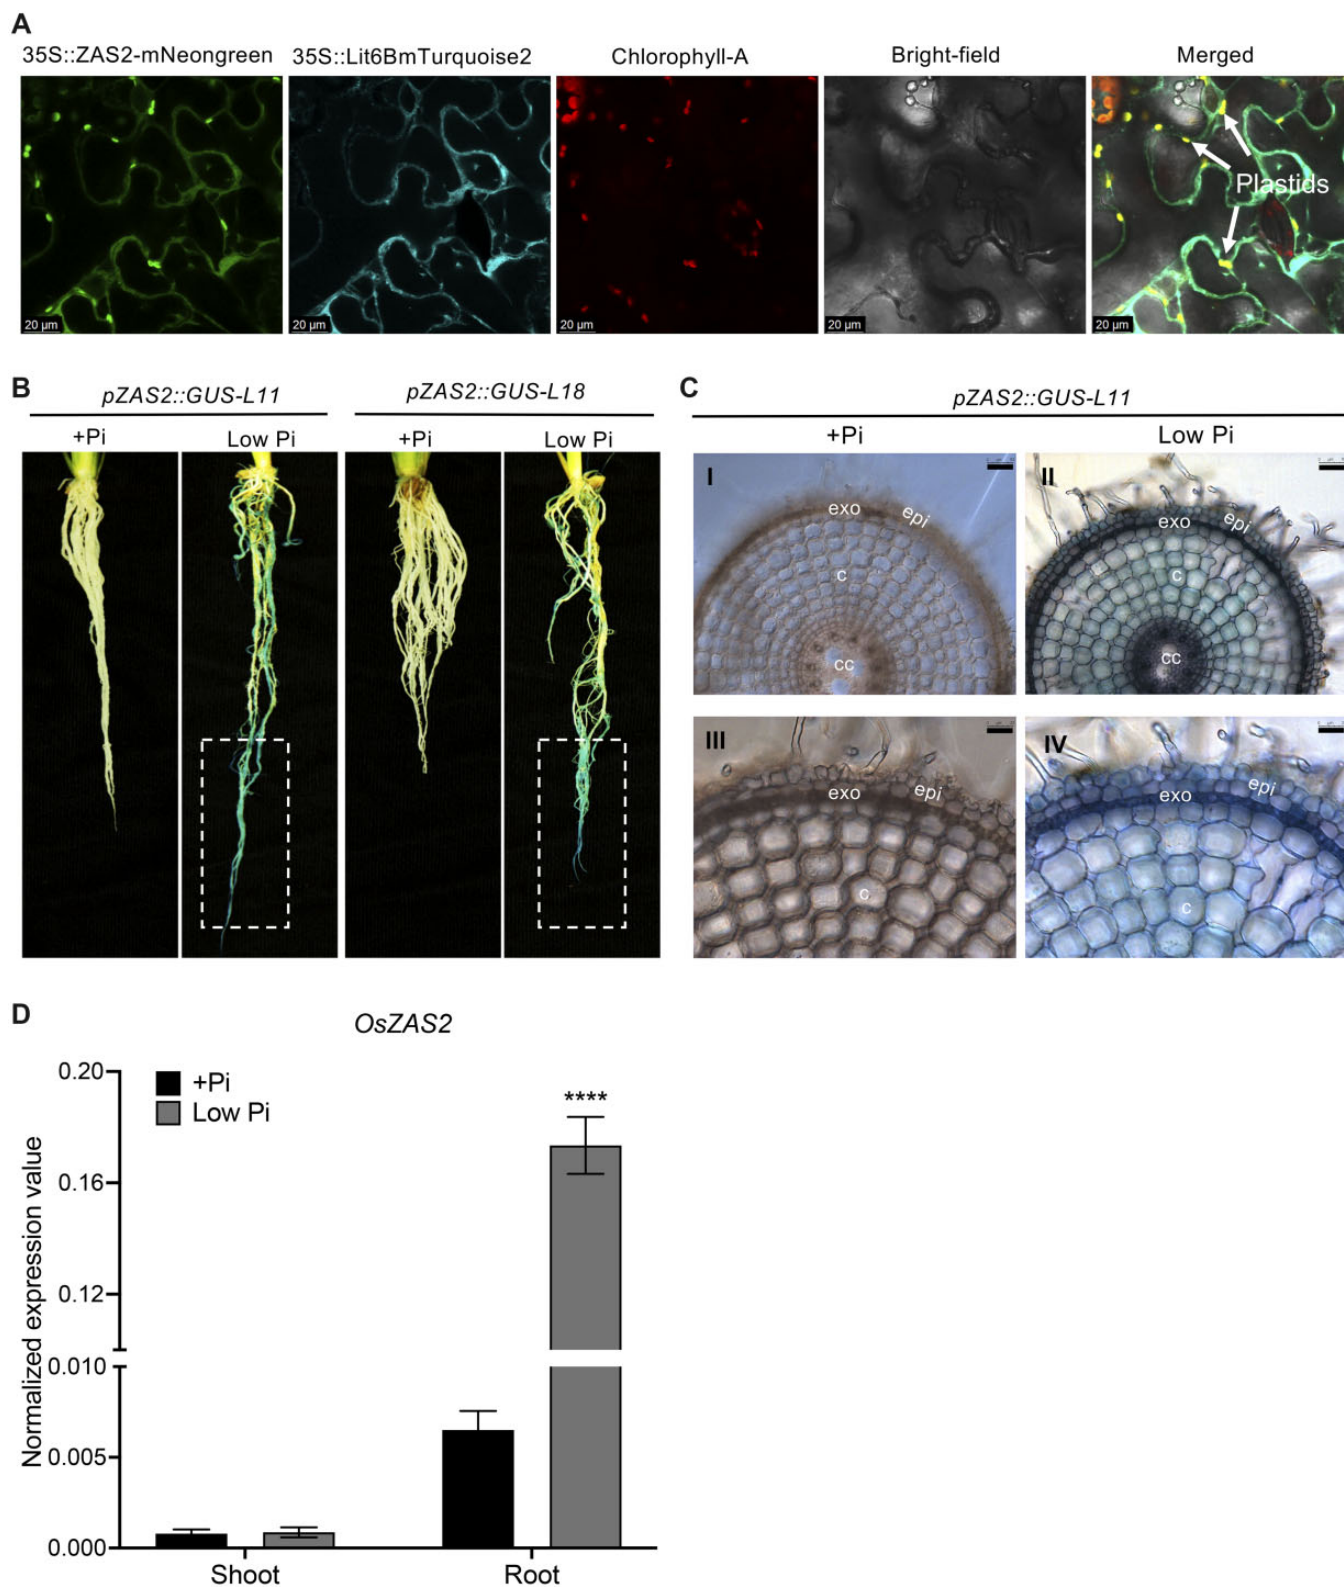 A
35S::ZAS2-mNeongreen 35S::Lit6BmTurquoise2 Chlorophyll-A Bright-field Merged
Plastids
20 µm 20 µm 20 µm 20 µm 20 µm
B
pZAS2::GUS-L11 pZAS2::GUS-L18
+Pi Low Pi +Pi Low Pi
C
pZAS2::GUS-L11
+Pi Low Pi
I exo epi c cc
II exo epi c cc
III exo epi c
IV exo epi c
D
OsZAS2
+Pi
Low Pi
****
Normalized expression value
0.20
0.16
0.12
0.010
0.005
0.000
Shoot Root